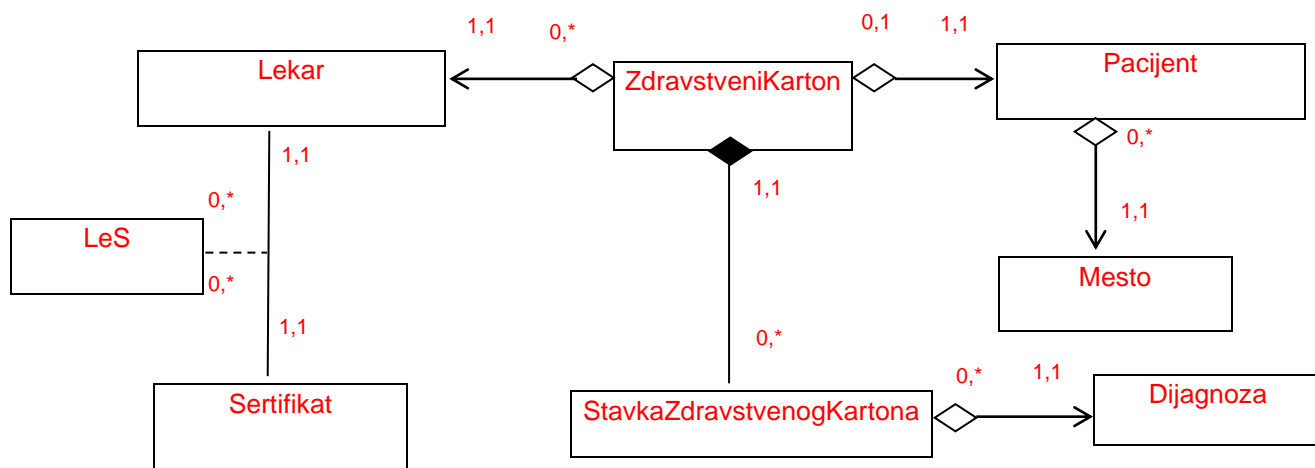 1,1
0,*
0,1
1,1
Lekar
ZdravstveniKarton
Pacijent
1,1
0,*
1,1
0,*
1,1
LeS
0,*
Mesto
1,1
0,*
0,*
1,1
Sertifikat
StavkaZdravstvenogKartona
Dijagnoza